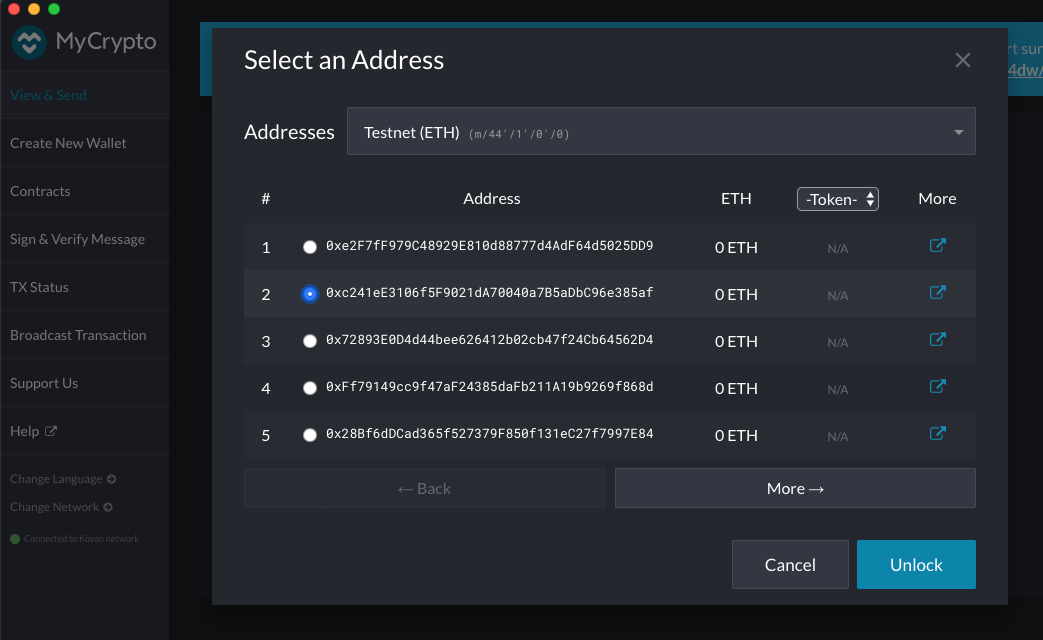 MyCrypto
View & Send
Create New Wallet
Contracts
Sign & Verify Message
TX Status
Broadcast Transaction
Support Us
Help
Change Language
Change Network
Connected to Kovan network
rt sur
4dw/
Select an Address
Addresses Testnet (ETH) (m/44'/1'/0'/0)
# Address ETH -Token- More
1 0xe2F7fF979C48929E810d88777d4AdF64d5025DD9 0 ETH N/A
2 0xc241eE3106f5F9021dA70040a7B5aDbC96e385af 0 ETH N/A
3 0x72893E0D4d44bee626412b02cb47f24Cb64562D4 0 ETH N/A
4 0xFf79149cc9f47aF24385daFb211A19b9269f868d 0 ETH N/A
5 0x28Bf6dDCad365f527379F850f131eC27f7997E84 0 ETH N/A
← Back More →
Cancel Unlock